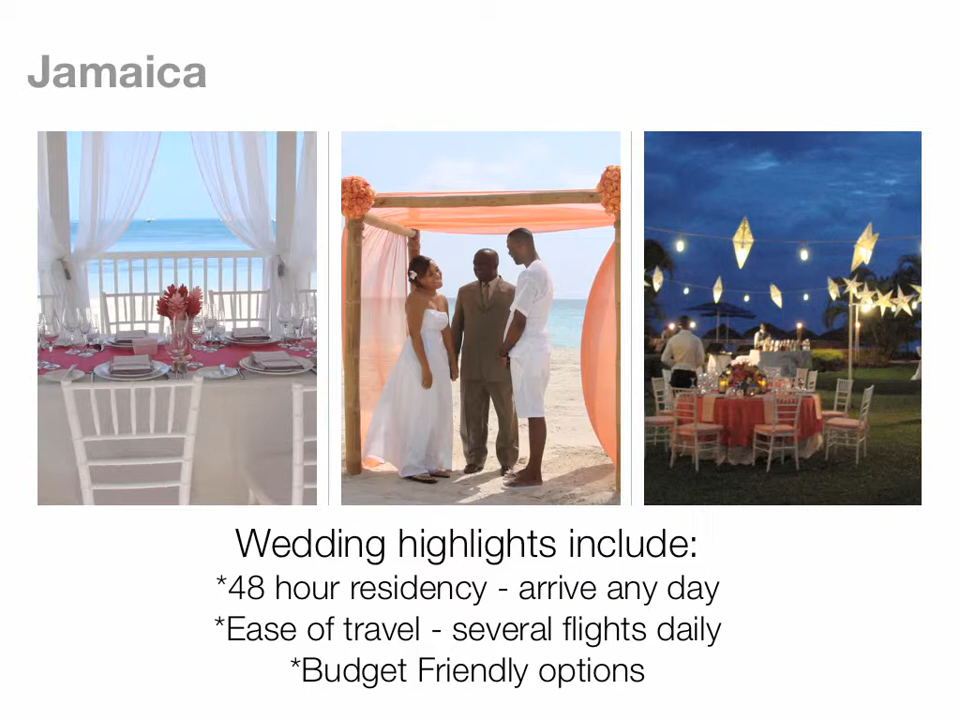 Jamaica
Wedding highlights include:
*48 hour residency - arrive any day
*Ease of travel - several flights daily
*Budget Friendly options